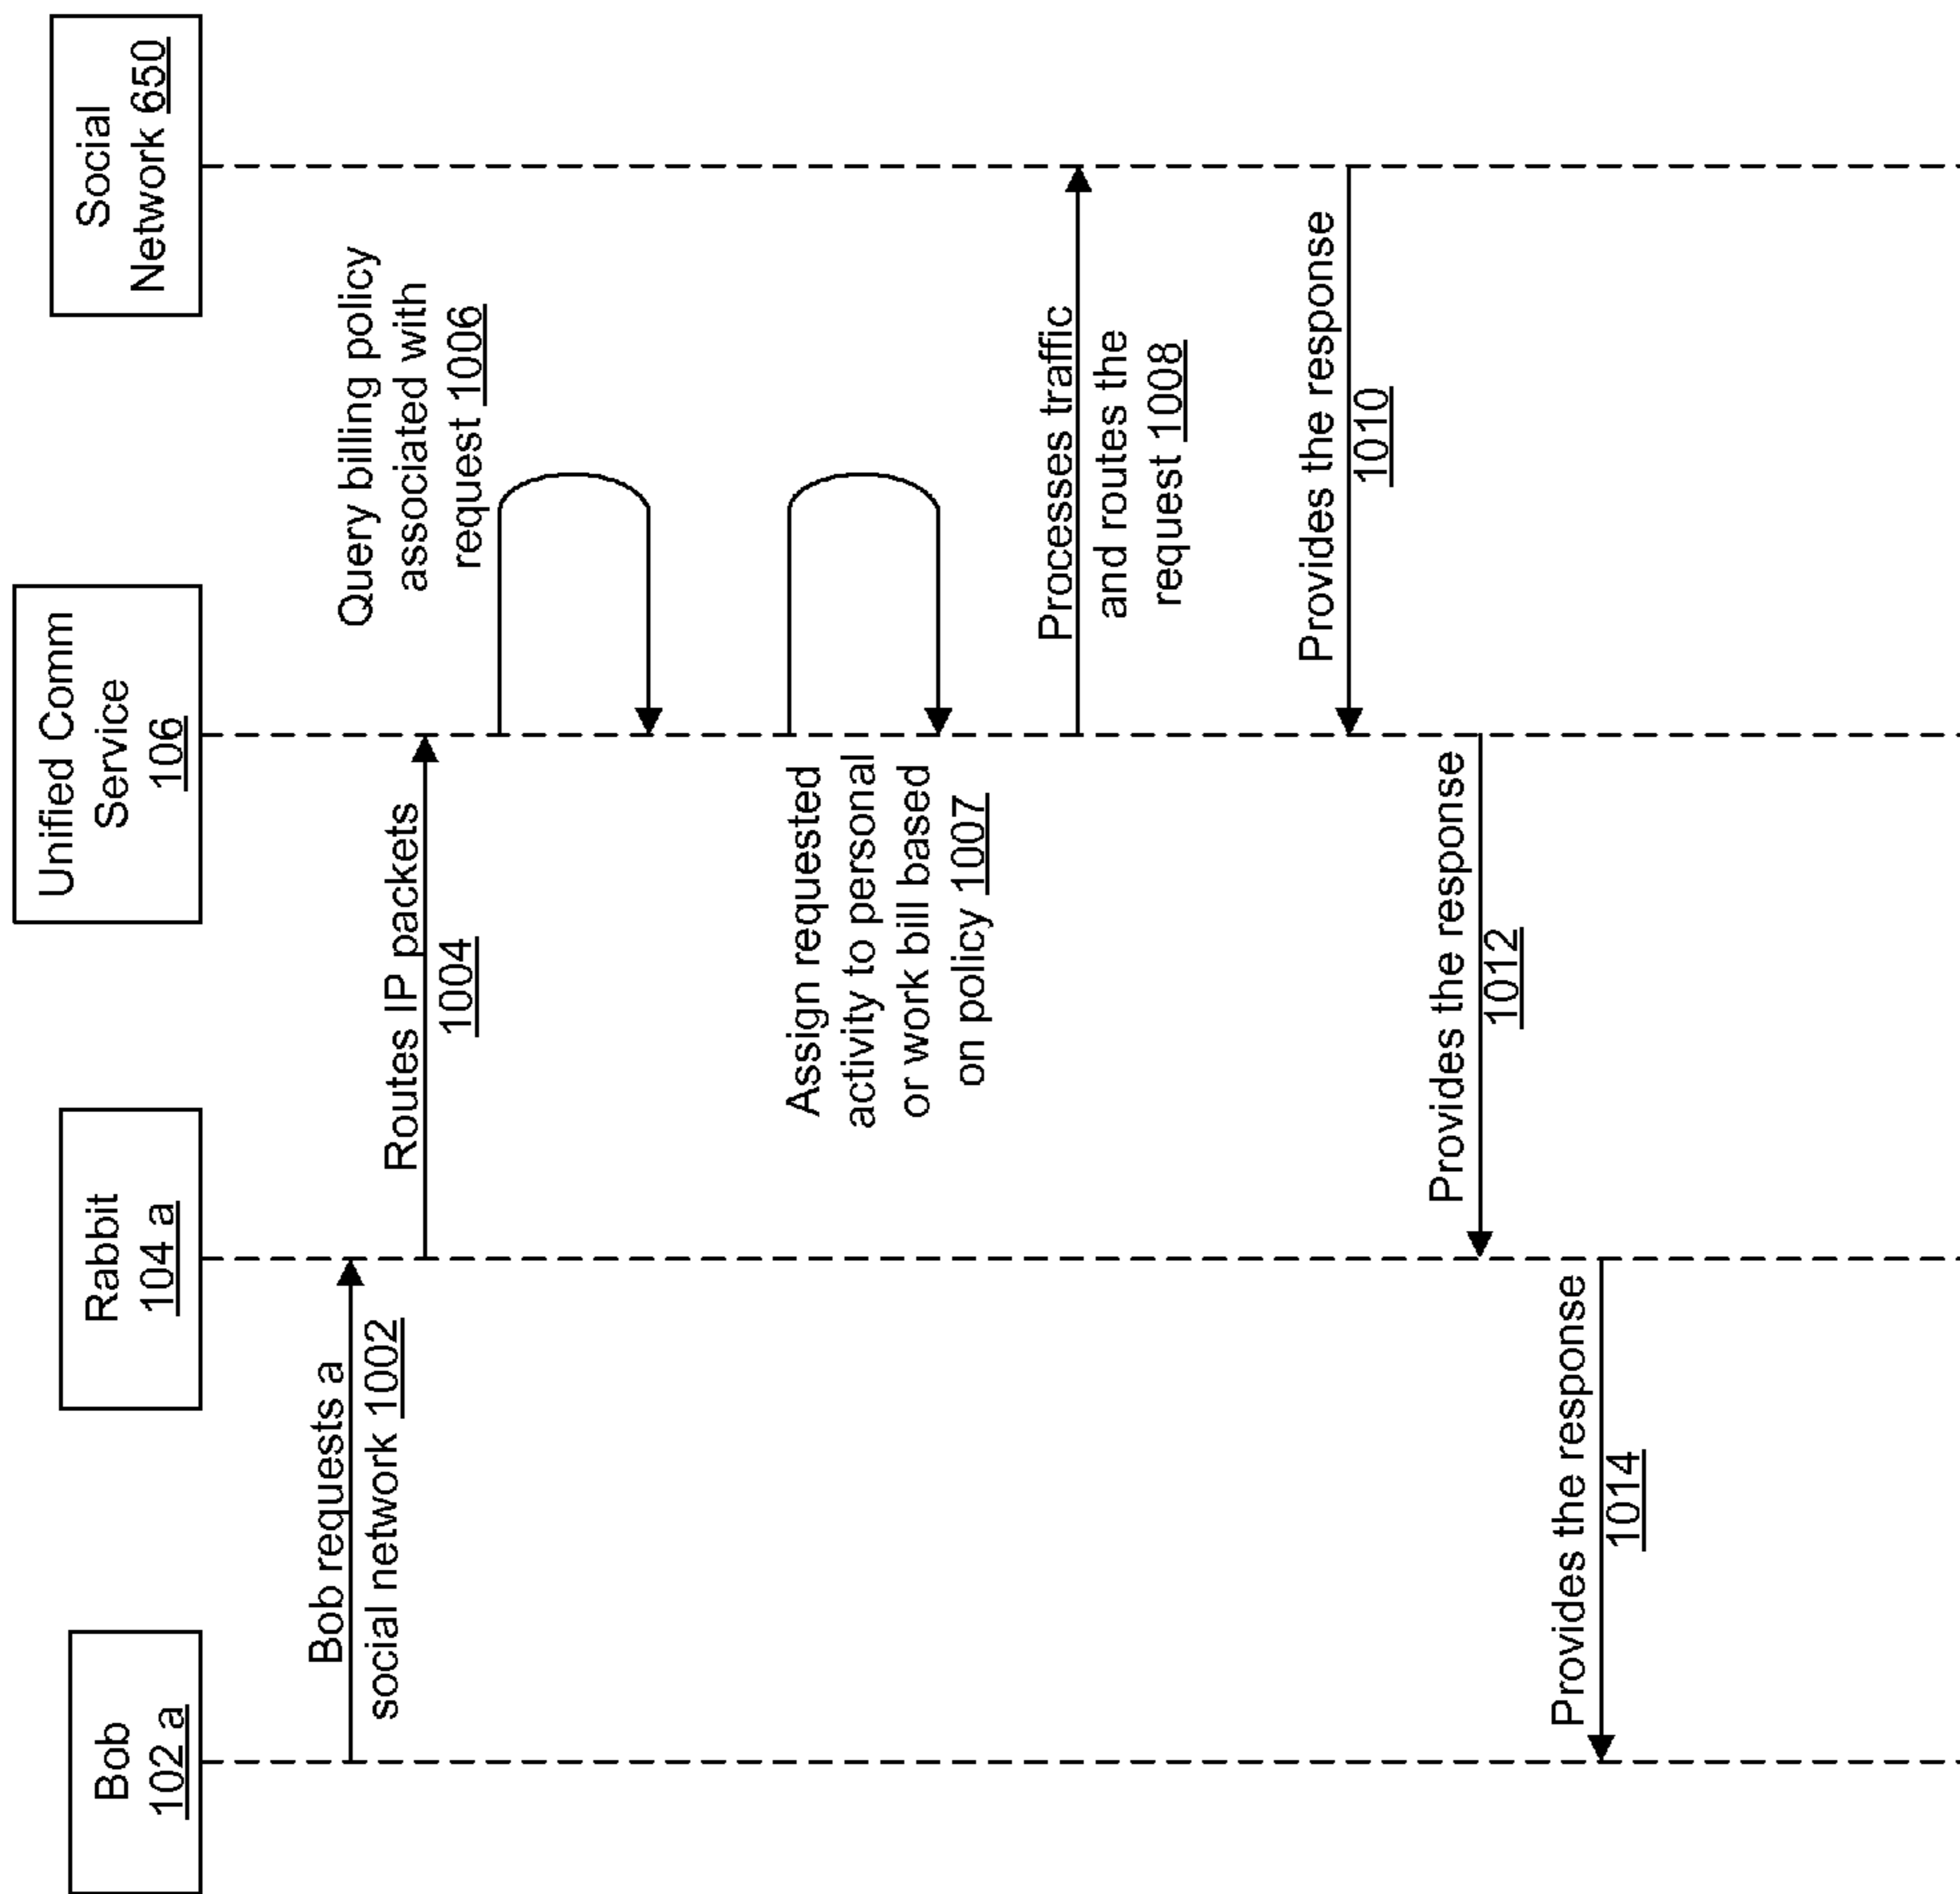 Bob
102 a
Rabbit
104 a
Unified Comm
Service
106
Social
Network 650
Bob requests a
social network 1002
Routes IP packets
1004
Query billing policy
associated with
request 1006
Assign requested
activity to personal
or work bill based
on policy 1007
Processes traffic
and routes the
request 1008
Provides the response
1010
Provides the response
1012
Provides the response
1014